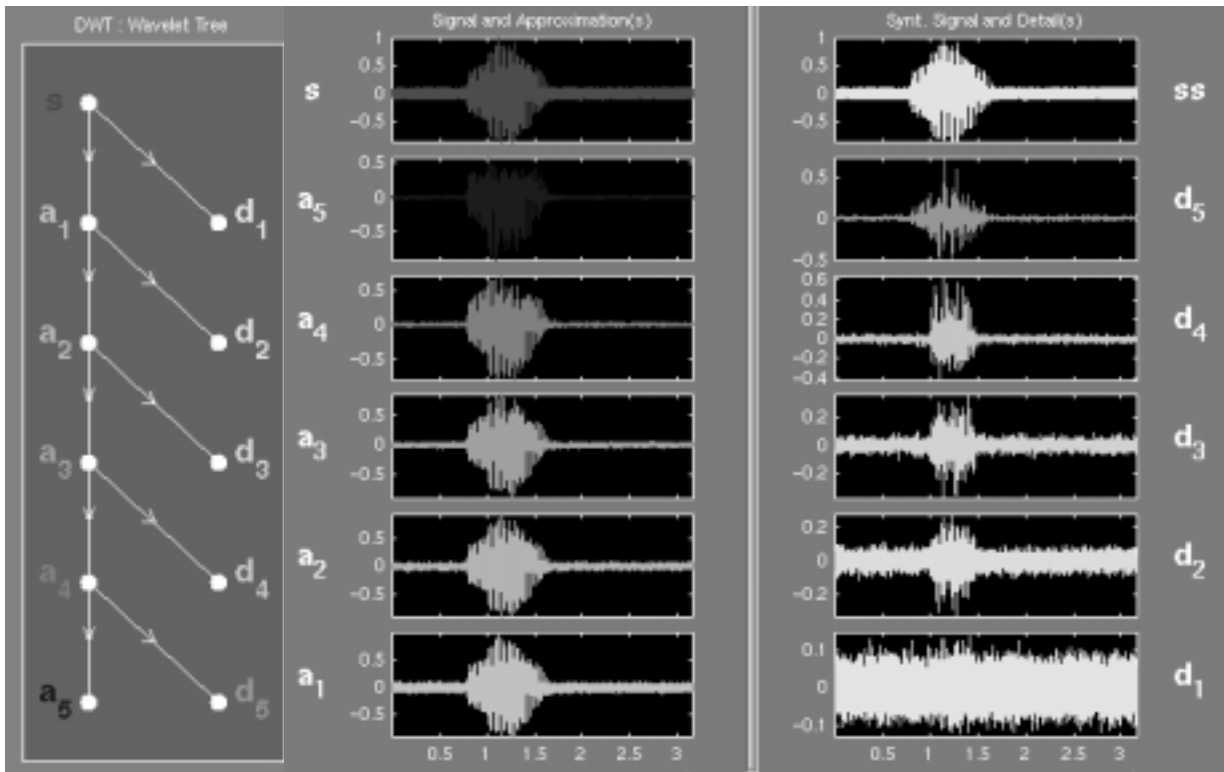 DWT : Wavelet Tree
s
a1 d1
a2 d2
a3 d3
a4 d4
a5 d5
Signal and Approximation(s)
s
1
0.5
0
-0.5
a5
0.5
0
-0.5
a4
0.5
0
-0.5
a3
0.5
0
-0.5
a2
0.5
0
-0.5
a1
0.5
0
-0.5
0.5 1 1.5 2 2.5 3
Synt. Signal and Detail(s)
1
0.5
0
-0.5
ss
0.5
0
-0.5
d5
0.6
0.4
0.2
0
-0.2
-0.4
d4
0.2
0
-0.2
d3
0.2
0
-0.2
d2
0.1
0
-0.1
d1
0.5 1 1.5 2 2.5 3